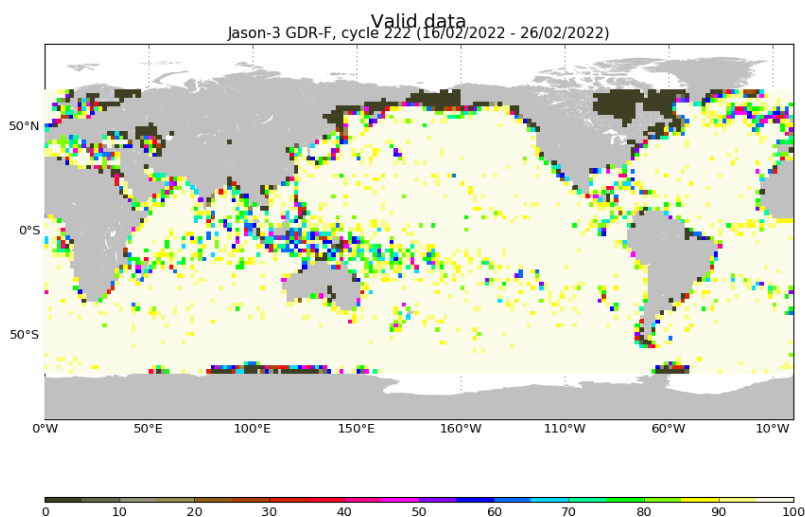 Valid data
Jason-3 GDR-F, cycle 222 (16/02/2022 - 26/02/2022)
50°N
0°S
50°S
0°W 50°E 100°E 150°E 160°W 110°W 60°W 10°W
0 10 20 30 40 50 60 70 80 90 100